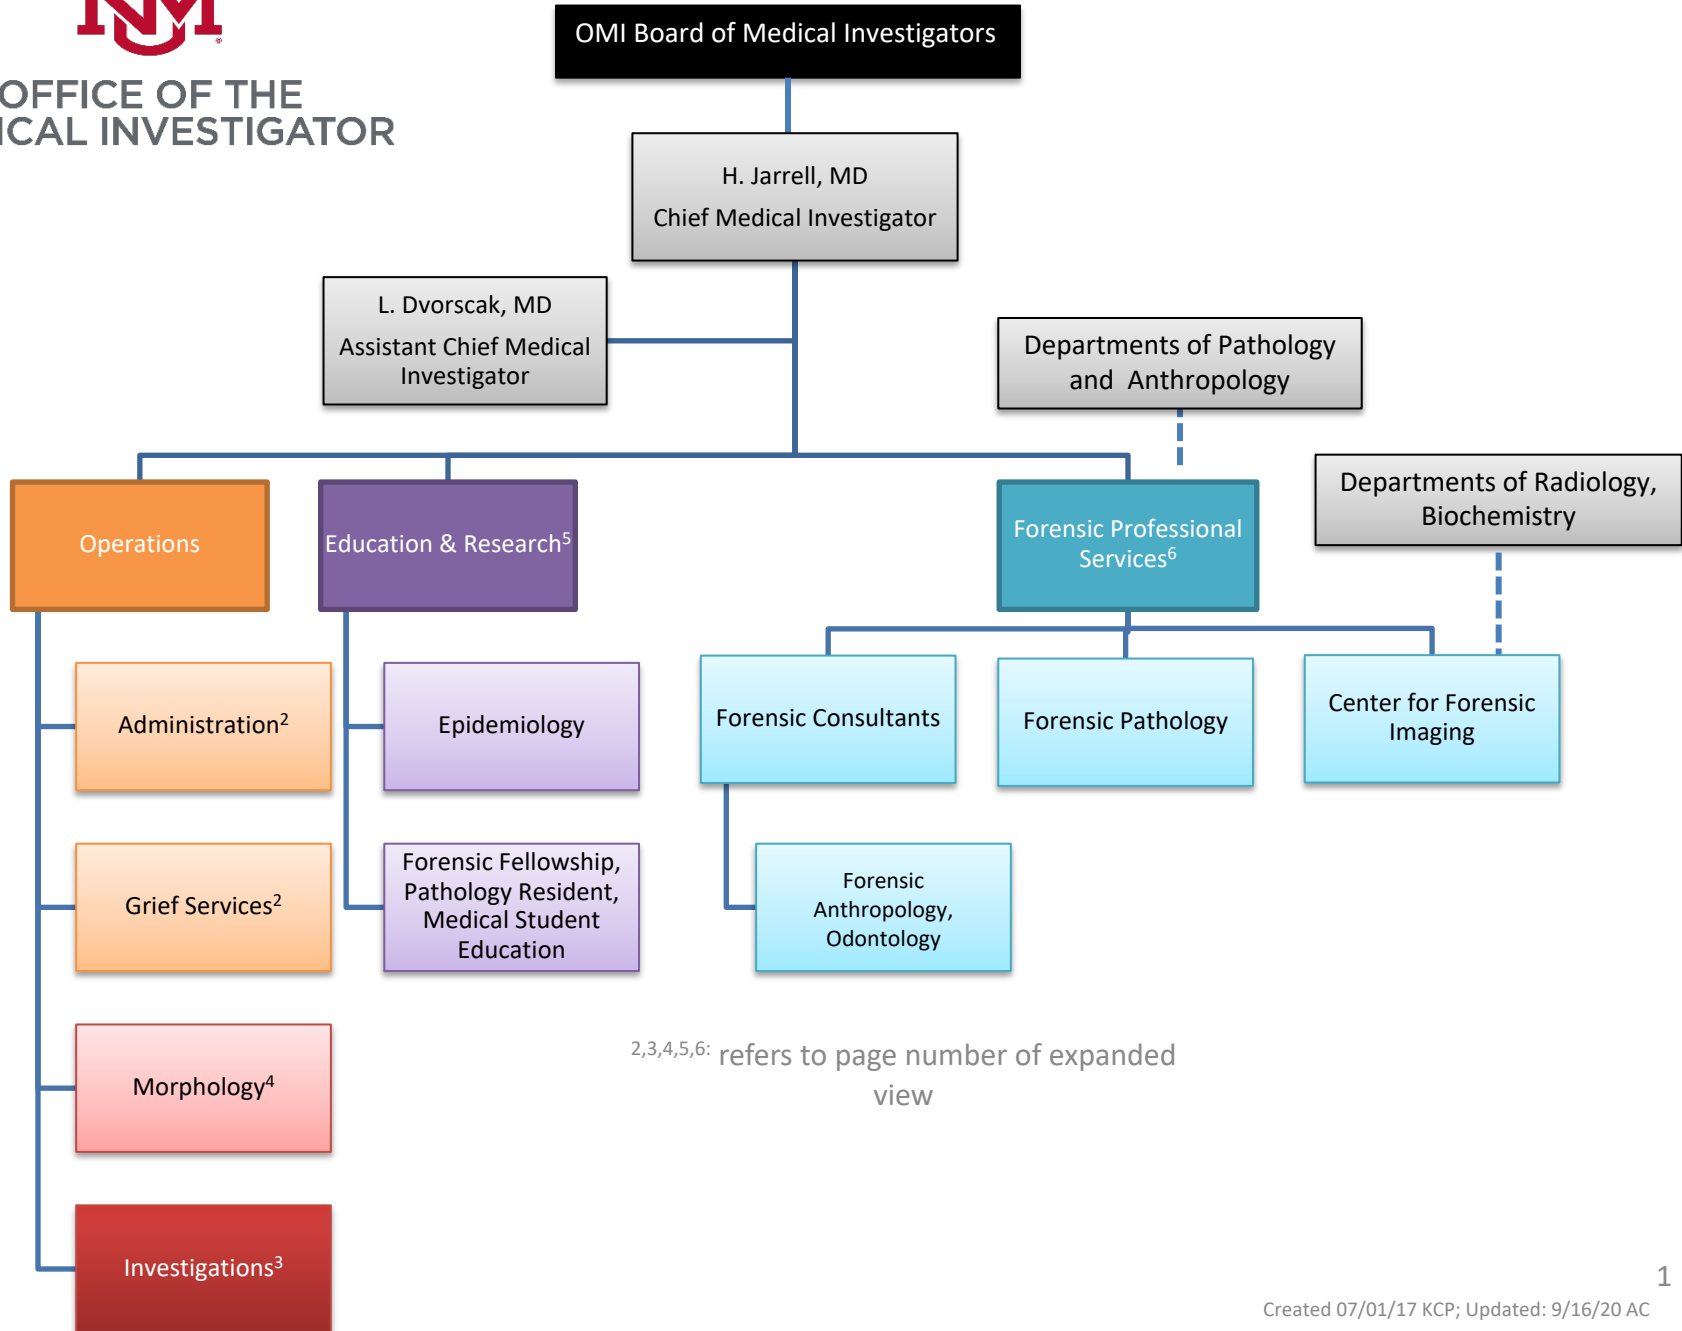 NM
OFFICE OF THE
ICAL INVESTIGATOR
OMI Board of Medical Investigators
H. Jarrell, MD
Chief Medical Investigator
L. Dvorscak, MD
Assistant Chief Medical
Investigator
Departments of Pathology
and Anthropology
Departments of Radiology,
Biochemistry
Operations
Education & Research⁵
Forensic Professional
Services⁶
Administration²
Epidemiology
Forensic Consultants
Forensic Pathology
Center for Forensic
Imaging
Grief Services²
Forensic Fellowship,
Pathology Resident,
Medical Student
Education
Forensic
Anthropology,
Odontology
Morphology⁴
2,3,4,5,6: refers to page number of expanded
view
Investigations³
1
Created 07/01/17 KCP; Updated: 9/16/20 AC